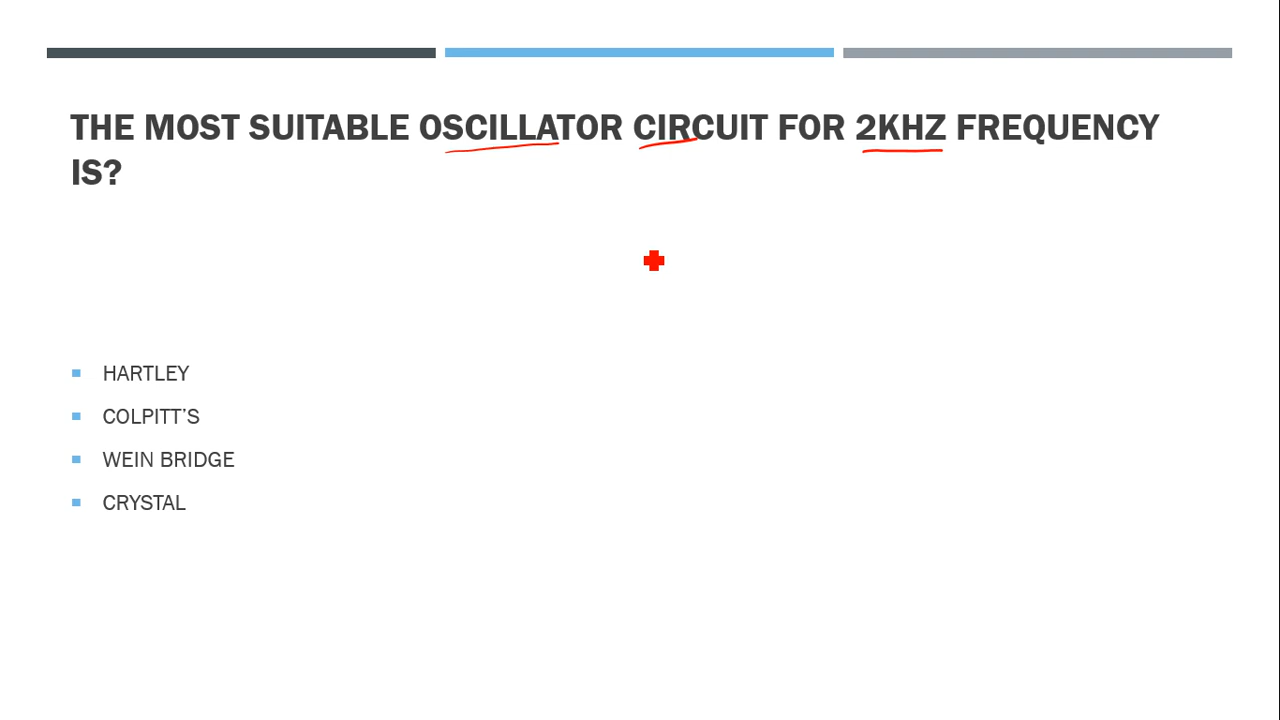 THE MOST SUITABLE OSCILLATOR CIRCUIT FOR 2KHZ FREQUENCY
IS?
HARTLEY
COLPITT’S
WEIN BRIDGE
CRYSTAL